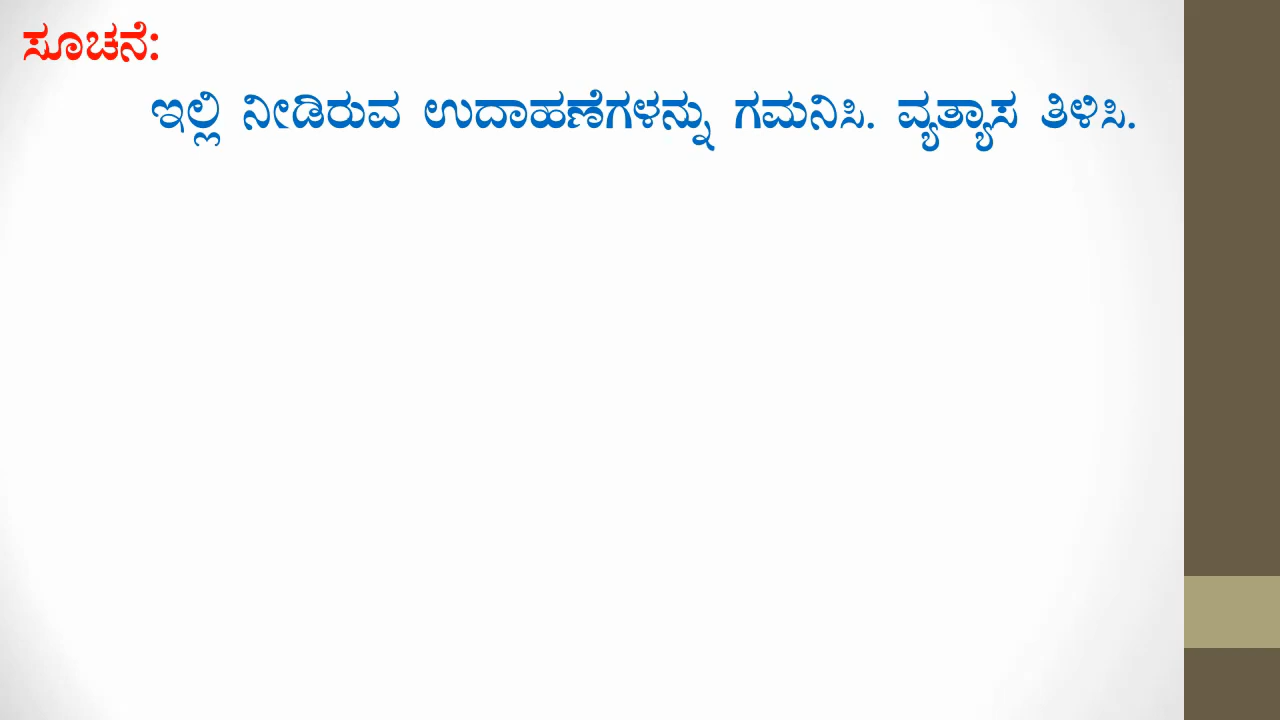 ಸೂಚನೆ:
ಇಲ್ಲಿ ನೀಡಿರುವ ಉದಾಹಣೆಗಳನ್ನು ಗಮನಿಸಿ. ವ್ಯತ್ಯಾಸ ತಿಳಿಸಿ.